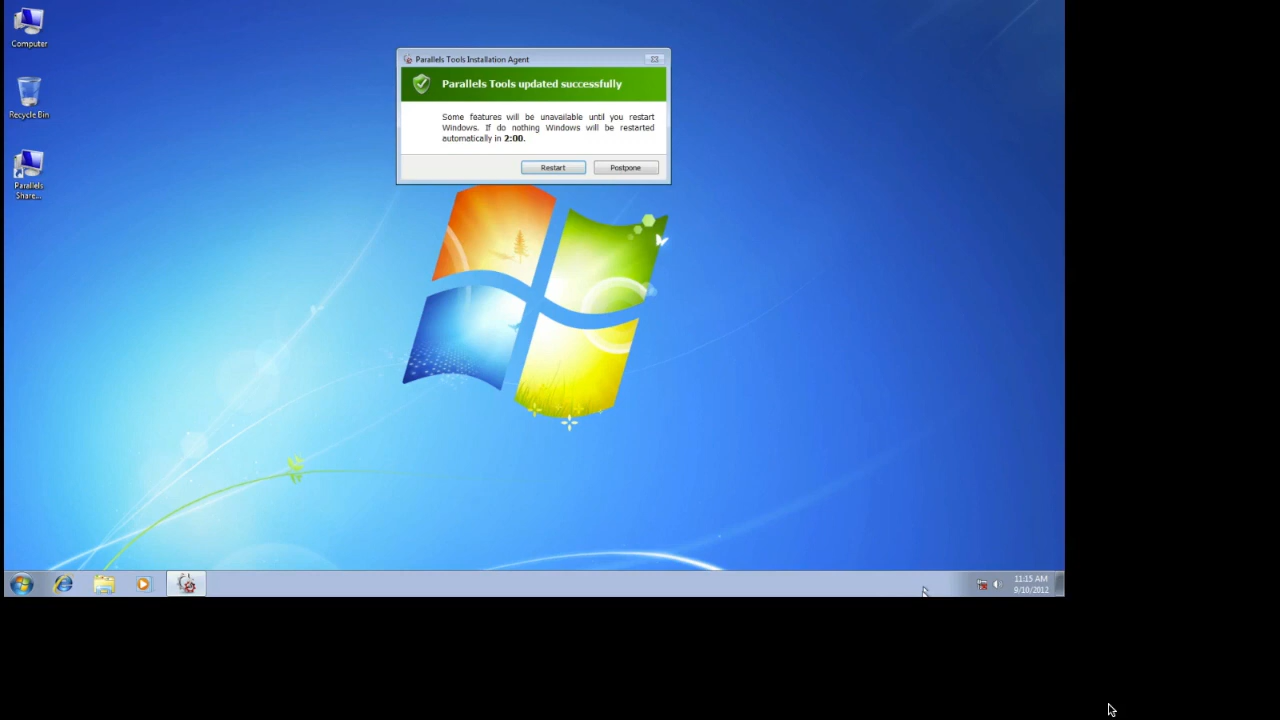 Computer
Recycle Bin
Parallels
Share...
Parallels Tools Installation Agent
Parallels Tools updated successfully
Some features will be unavailable until you restart
Windows. If do nothing Windows will be restarted
automatically in 2:00.
Restart
Postpone
11:15 AM
9/10/2012